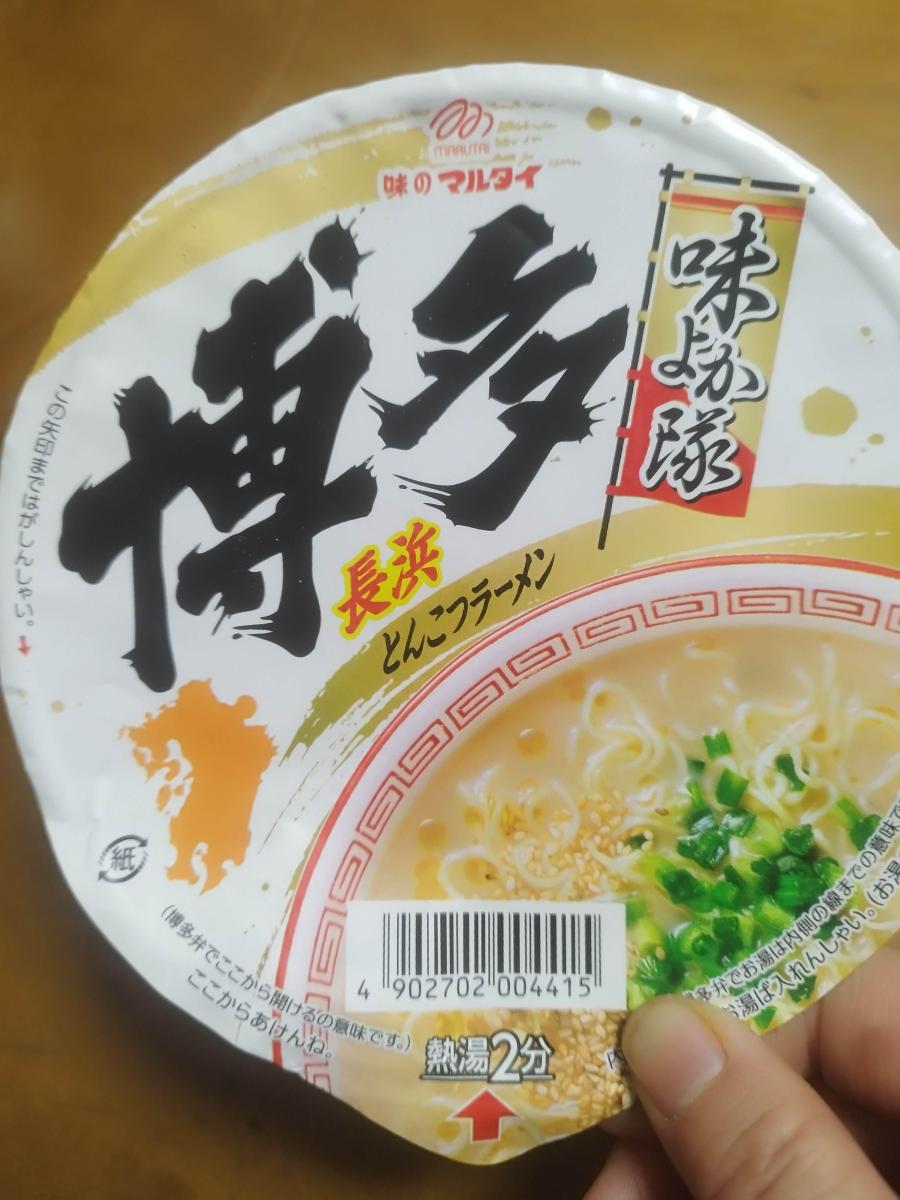 MARUTAI
味のマルタイ
味よか隊
博多
長浜
とんこつラーメン
この矢印まではがしんしゃい。
紙
(博多弁でここから開けるの意味です。)
ここからあけんね。
4 902702 004415
熱湯2分
多弁でお湯は内側の線までの意味で
お湯ば入れんしゃい。(お湯
内